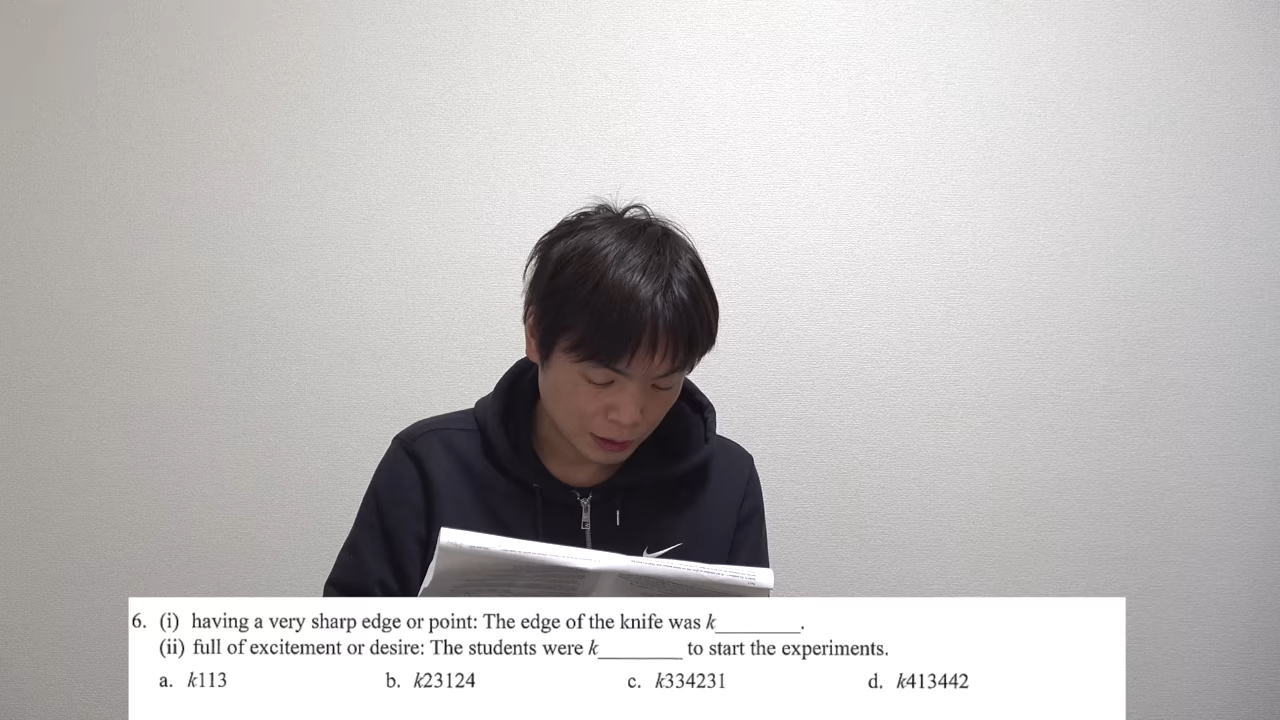 6. (i) having a very sharp edge or point: The edge of the knife was k________.
(ii) full of excitement or desire: The students were k________ to start the experiments.
a. k113 b. k23124 c. k334231 d. k413442